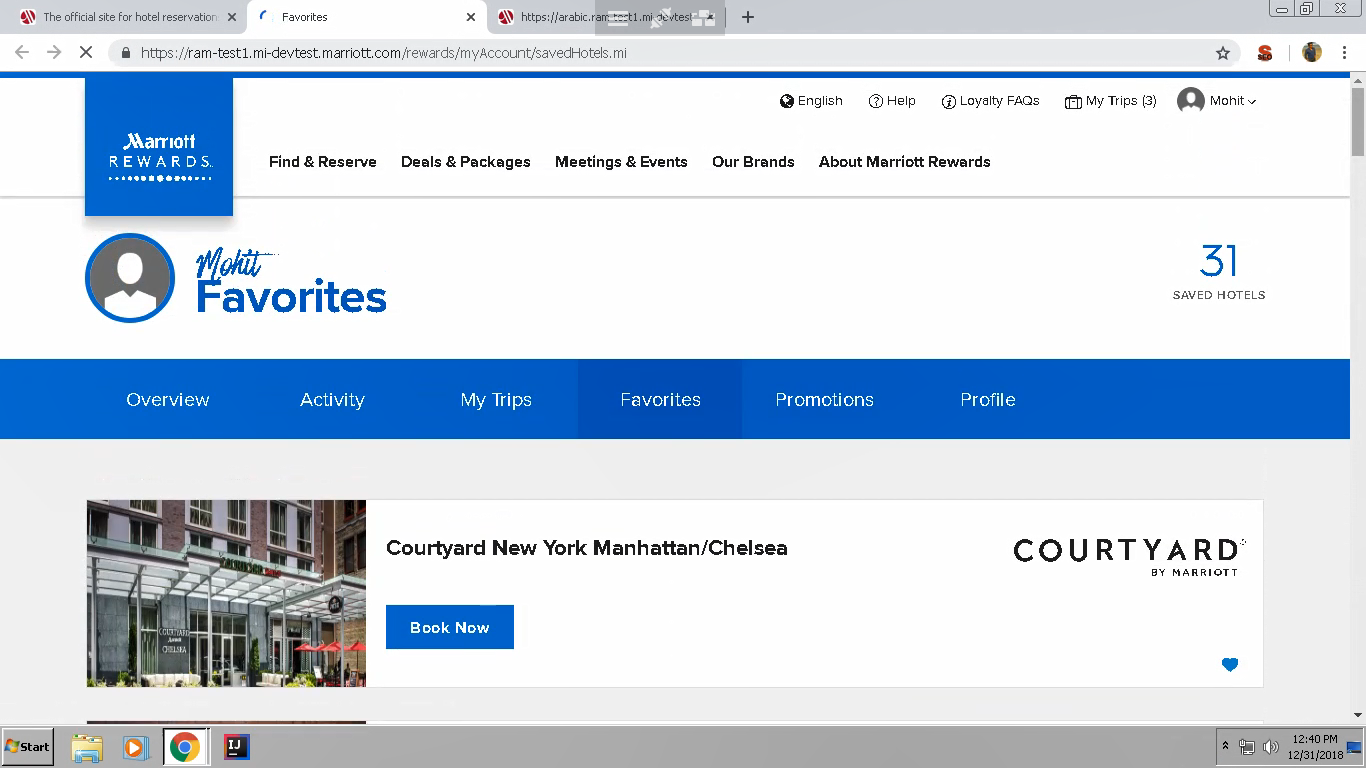 The official site for hotel reservation
Favorites
https://arabic.ram-test1.mi-devtest
https://ram-test1.mi-devtest.marriott.com/rewards/myAccount/savedHotels.mi
English
Help
Loyalty FAQs
My Trips (3)
Mohit
Marriott
REWARDS
Find & Reserve
Deals & Packages
Meetings & Events
Our Brands
About Marriott Rewards
Mohit
Favorites
31
SAVED HOTELS
Overview
Activity
My Trips
Favorites
Promotions
Profile
COURTYARD
Marriott
CHELSEA
Courtyard New York Manhattan/Chelsea
COURTYARD
BY MARRIOTT
Book Now
Start
IJ
12:40 PM
12/31/2018